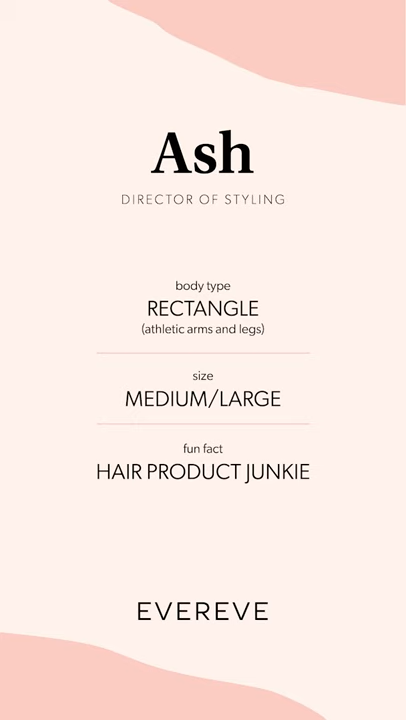 Ash
DIRECTOR OF STYLING
body type
RECTANGLE
(athletic arms and legs)
size
MEDIUM/LARGE
fun fact
HAIR PRODUCT JUNKIE
EVEREVE